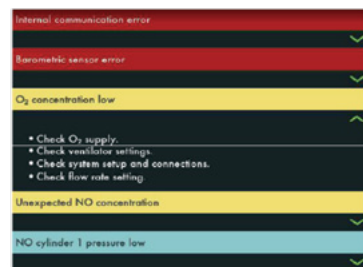 Internal communication error
Barometric sensor error
O₂ concentration low
• Check O₂ supply.
• Check ventilator settings.
• Check system setup and connections.
• Check flow rate setting.
Unexpected NO concentration
NO cylinder 1 pressure low